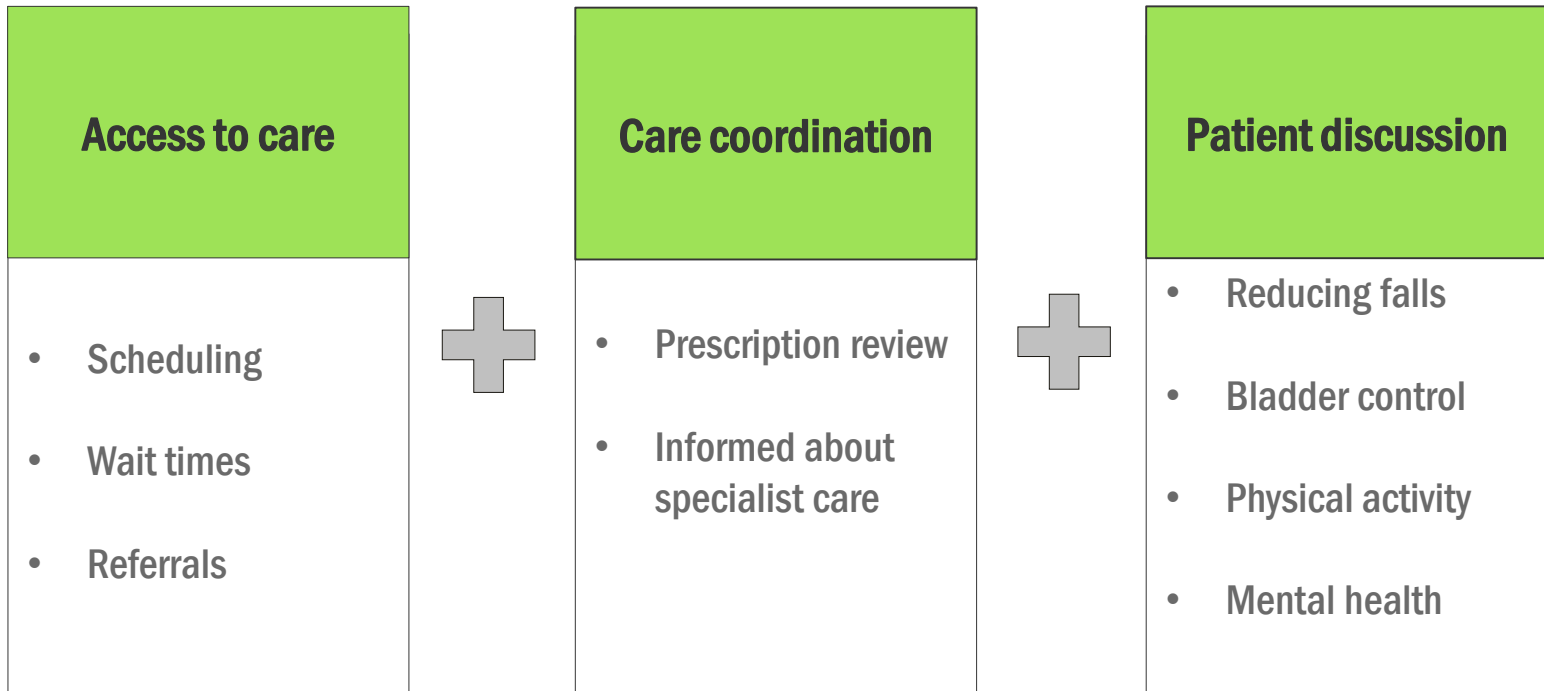 Access to care
• Scheduling
• Wait times
• Referrals
Care coordination
• Prescription review
• Informed about
specialist care
Patient discussion
• Reducing falls
• Bladder control
• Physical activity
• Mental health